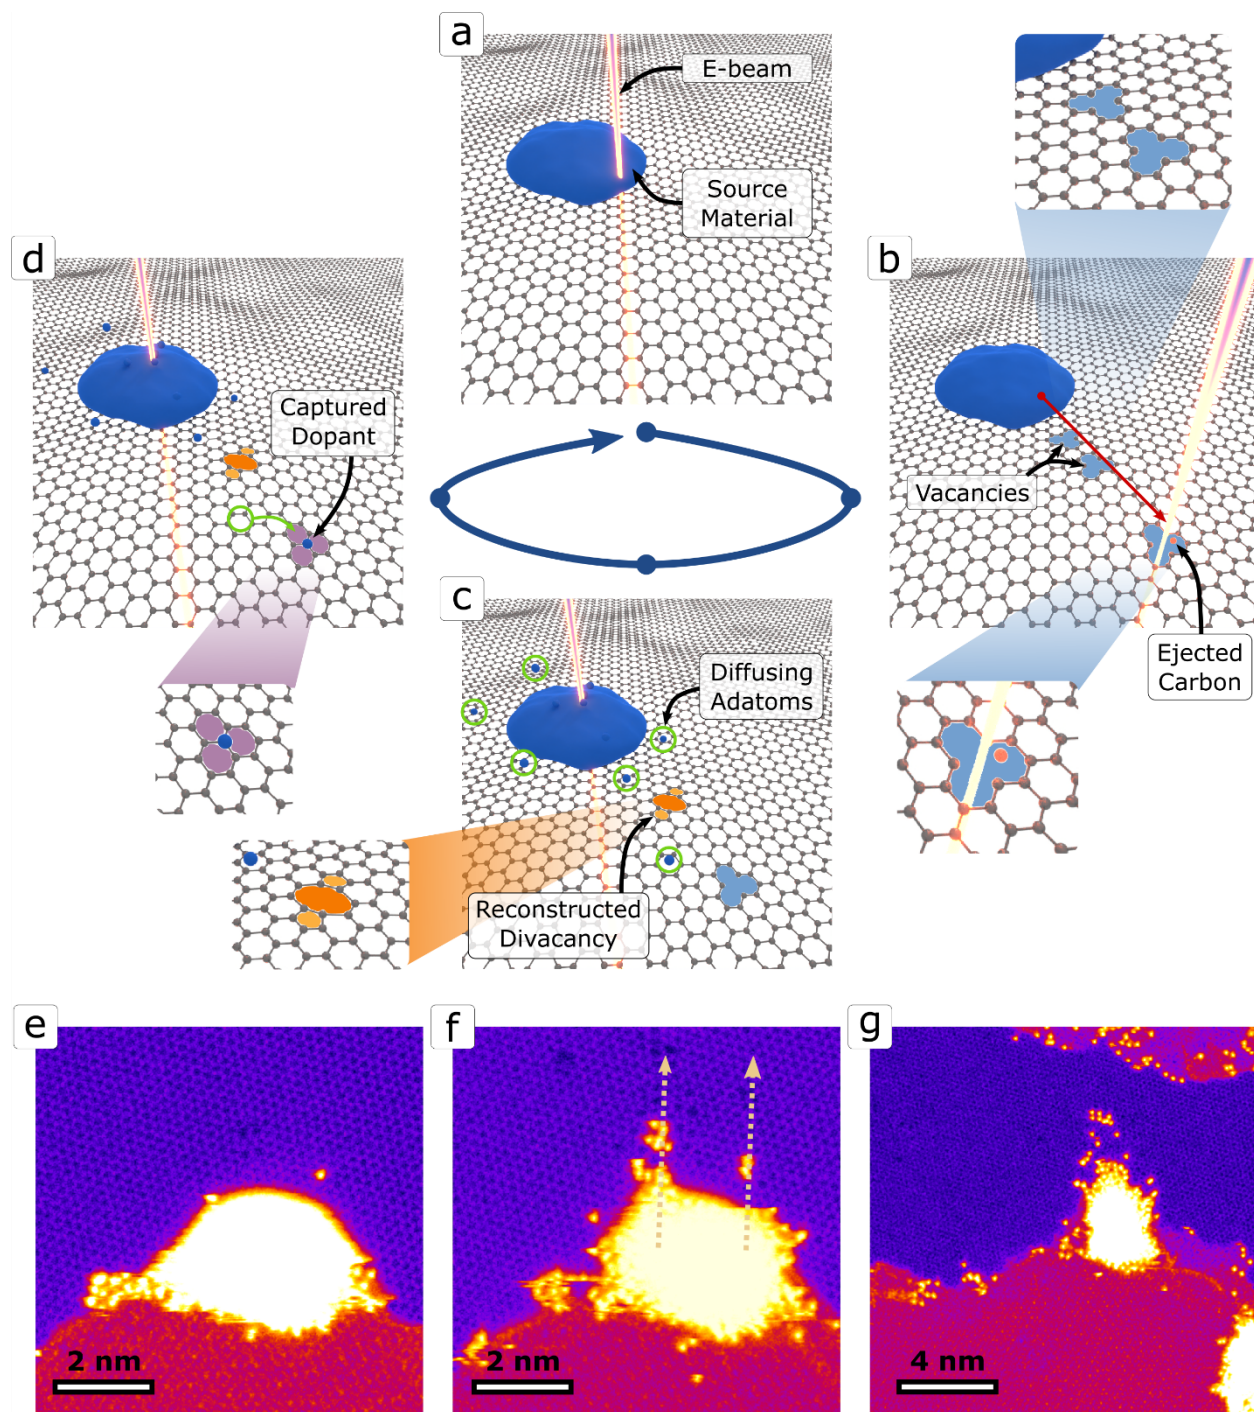 a
E-beam
Source
Material
b
Vacancies
Ejected
Carbon
d
Captured
Dopant
c
Diffusing
Adatoms
Reconstructed
Divacancy
e
2 nm
f
2 nm
g
4 nm